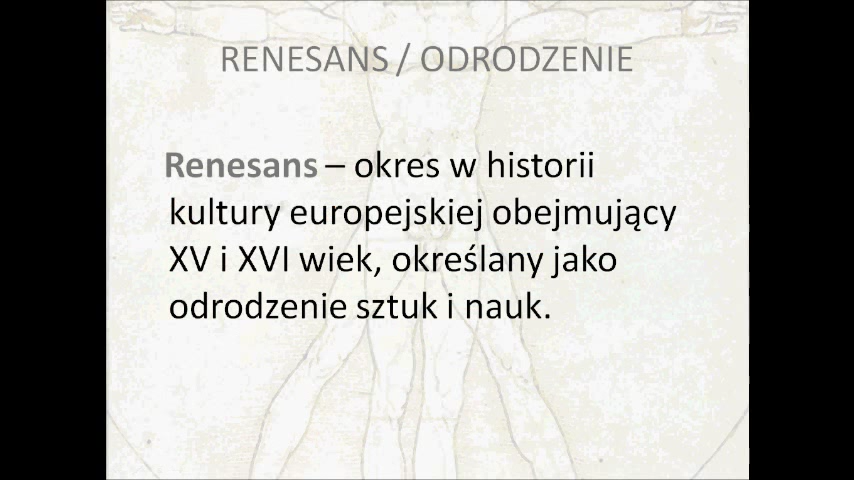 RENESANS / ODRODZENIE
Renesans – okres w historii
kultury europejskiej obejmujący
XV i XVI wiek, określany jako
odrodzenie sztuk i nauk.